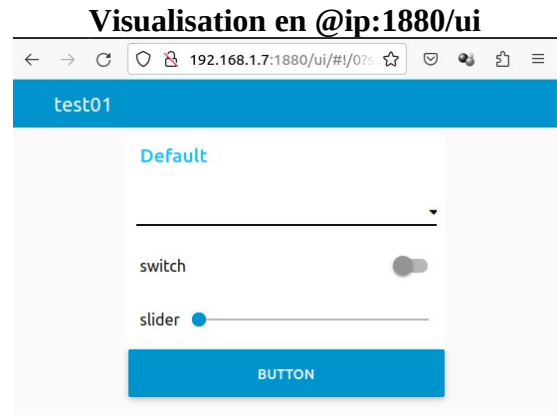 Visualisation en @ip:1880/ui
192.168.1.7:1880/ui/#!/0?s
test01
Default
switch
slider
BUTTON